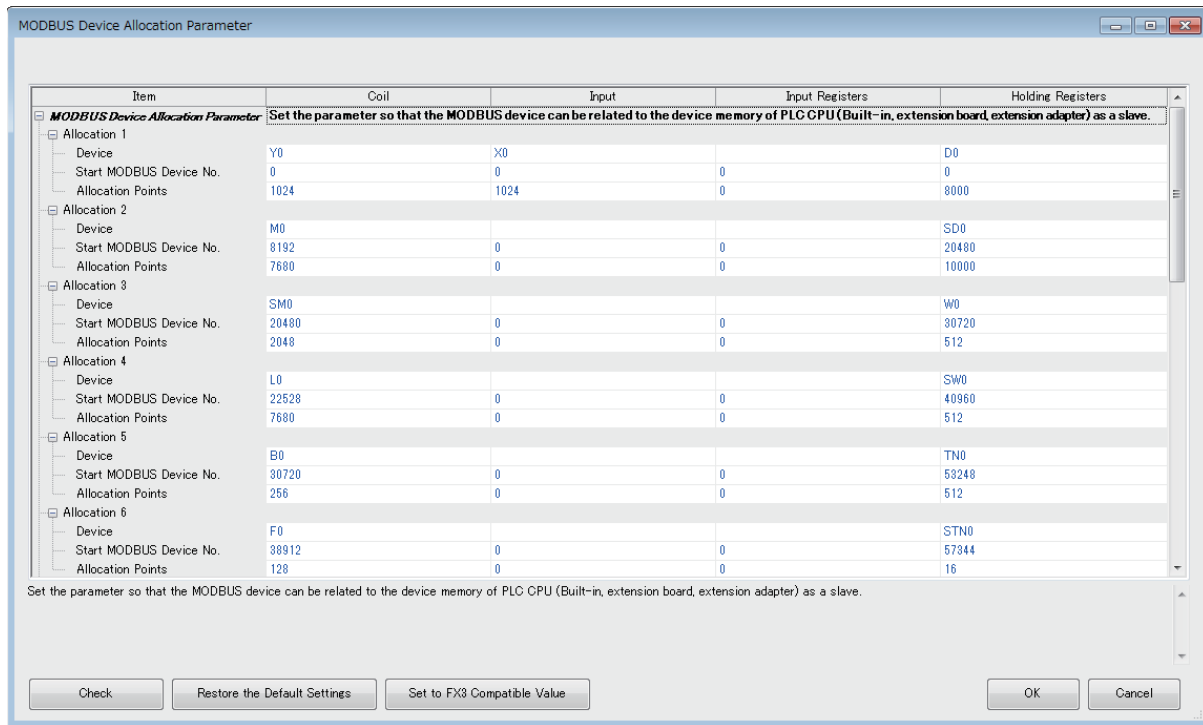 MODBUS Device Allocation Parameter
Item Coil Input Input Registers Holding Registers
MODBUS Device Allocation Parameter Set the parameter so that the MODBUS device can be related to the device memory of PLC CPU (Built-in, extension board, extension adapter) as a slave.
Allocation 1
Device Y0 X0 D0
Start MODBUS Device No. 0 0 0 0
Allocation Points 1024 1024 0 8000
Allocation 2
Device M0 SD0
Start MODBUS Device No. 8192 0 0 20480
Allocation Points 7680 0 0 10000
Allocation 3
Device SM0 W0
Start MODBUS Device No. 20480 0 0 30720
Allocation Points 2048 0 0 512
Allocation 4
Device L0 SW0
Start MODBUS Device No. 22528 0 0 40960
Allocation Points 7680 0 0 512
Allocation 5
Device B0 TN0
Start MODBUS Device No. 30720 0 0 53248
Allocation Points 256 0 0 512
Allocation 6
Device F0 STN0
Start MODBUS Device No. 38912 0 0 57344
Allocation Points 128 0 0 16
Set the parameter so that the MODBUS device can be related to the device memory of PLC CPU (Built-in, extension board, extension adapter) as a slave.
Check Restore the Default Settings Set to FX3 Compatible Value OK Cancel